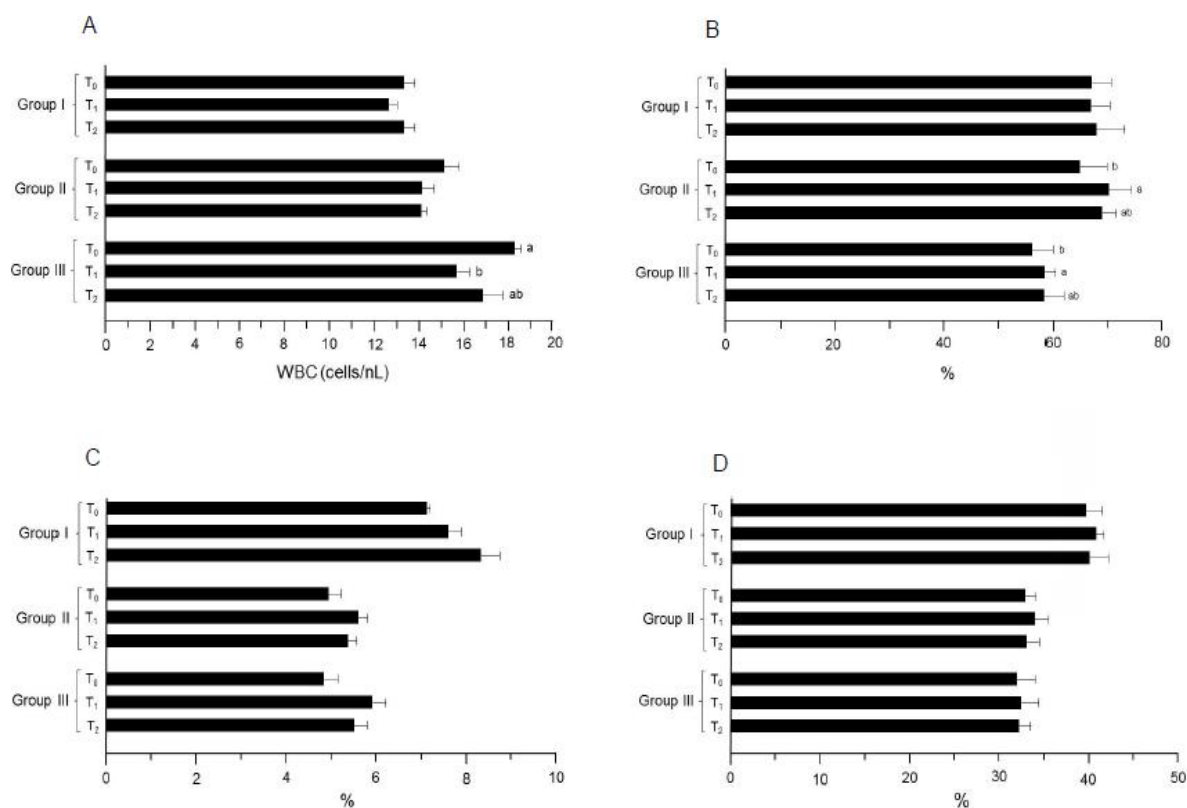 A
Group I
T0
T1
T2
Group II
T0
T1
T2
Group III
T0 a
T1 b
T2 ab
0 2 4 6 8 10 12 14 16 18 20
WBC (cells/nL)
B
Group I
T0
T1
T2
Group II
T0 b
T1 a
T2 ab
Group III
T0 b
T1 a
T2 ab
0 20 40 60 80
%
C
Group I
T0
T1
T2
Group II
T0
T1
T2
Group III
T0
T1
T2
0 2 4 6 8 10
%
D
Group I
T0
T1
T2
Group II
T0
T1
T2
Group III
T0
T1
T2
0 10 20 30 40 50
%